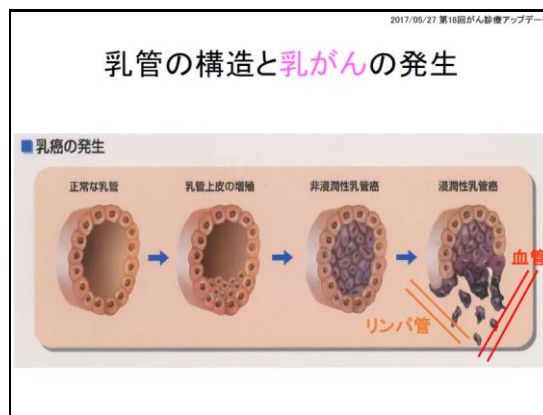 2017/05/27 第18回がん診療アップデート
乳管の構造と乳がんの発生
■乳癌の発生
正常な乳管
乳管上皮の増殖
非浸潤性乳管癌
浸潤性乳管癌
血管
リンパ管